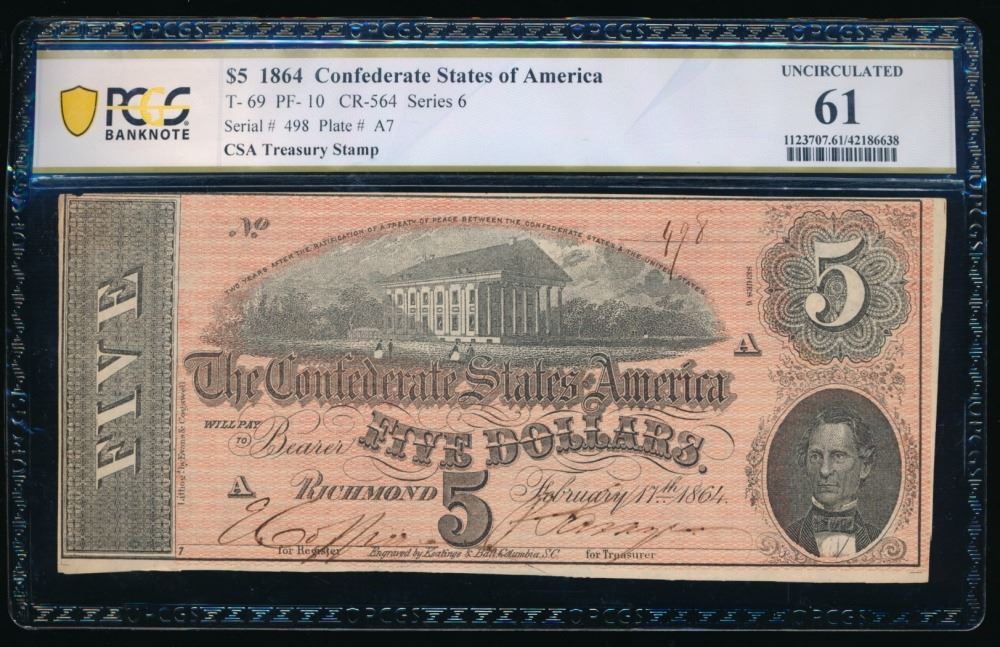 $5 1864 Confederate States of America
T- 69 PF- 10 CR-564 Series 6
Serial # 498 Plate # A7
CSA Treasury Stamp
PCGS
BANKNOTE
UNCIRCULATED
61
1123707.61/42186638
FIVE
No
498
TWO YEARS AFTER THE RATIFICATION OF A TREATY OF PEACE BETWEEN THE CONFEDERATE STATES & THE UNITED STATES
SERIES 6
5
A
The Confederate States of America
WILL PAY
TO Bearer FIVE DOLLARS.
A RICHMOND 5 February 17th 1864.
for Register Engraved by Keatinge & Ball, Columbia, S.C. for Treasurer
7